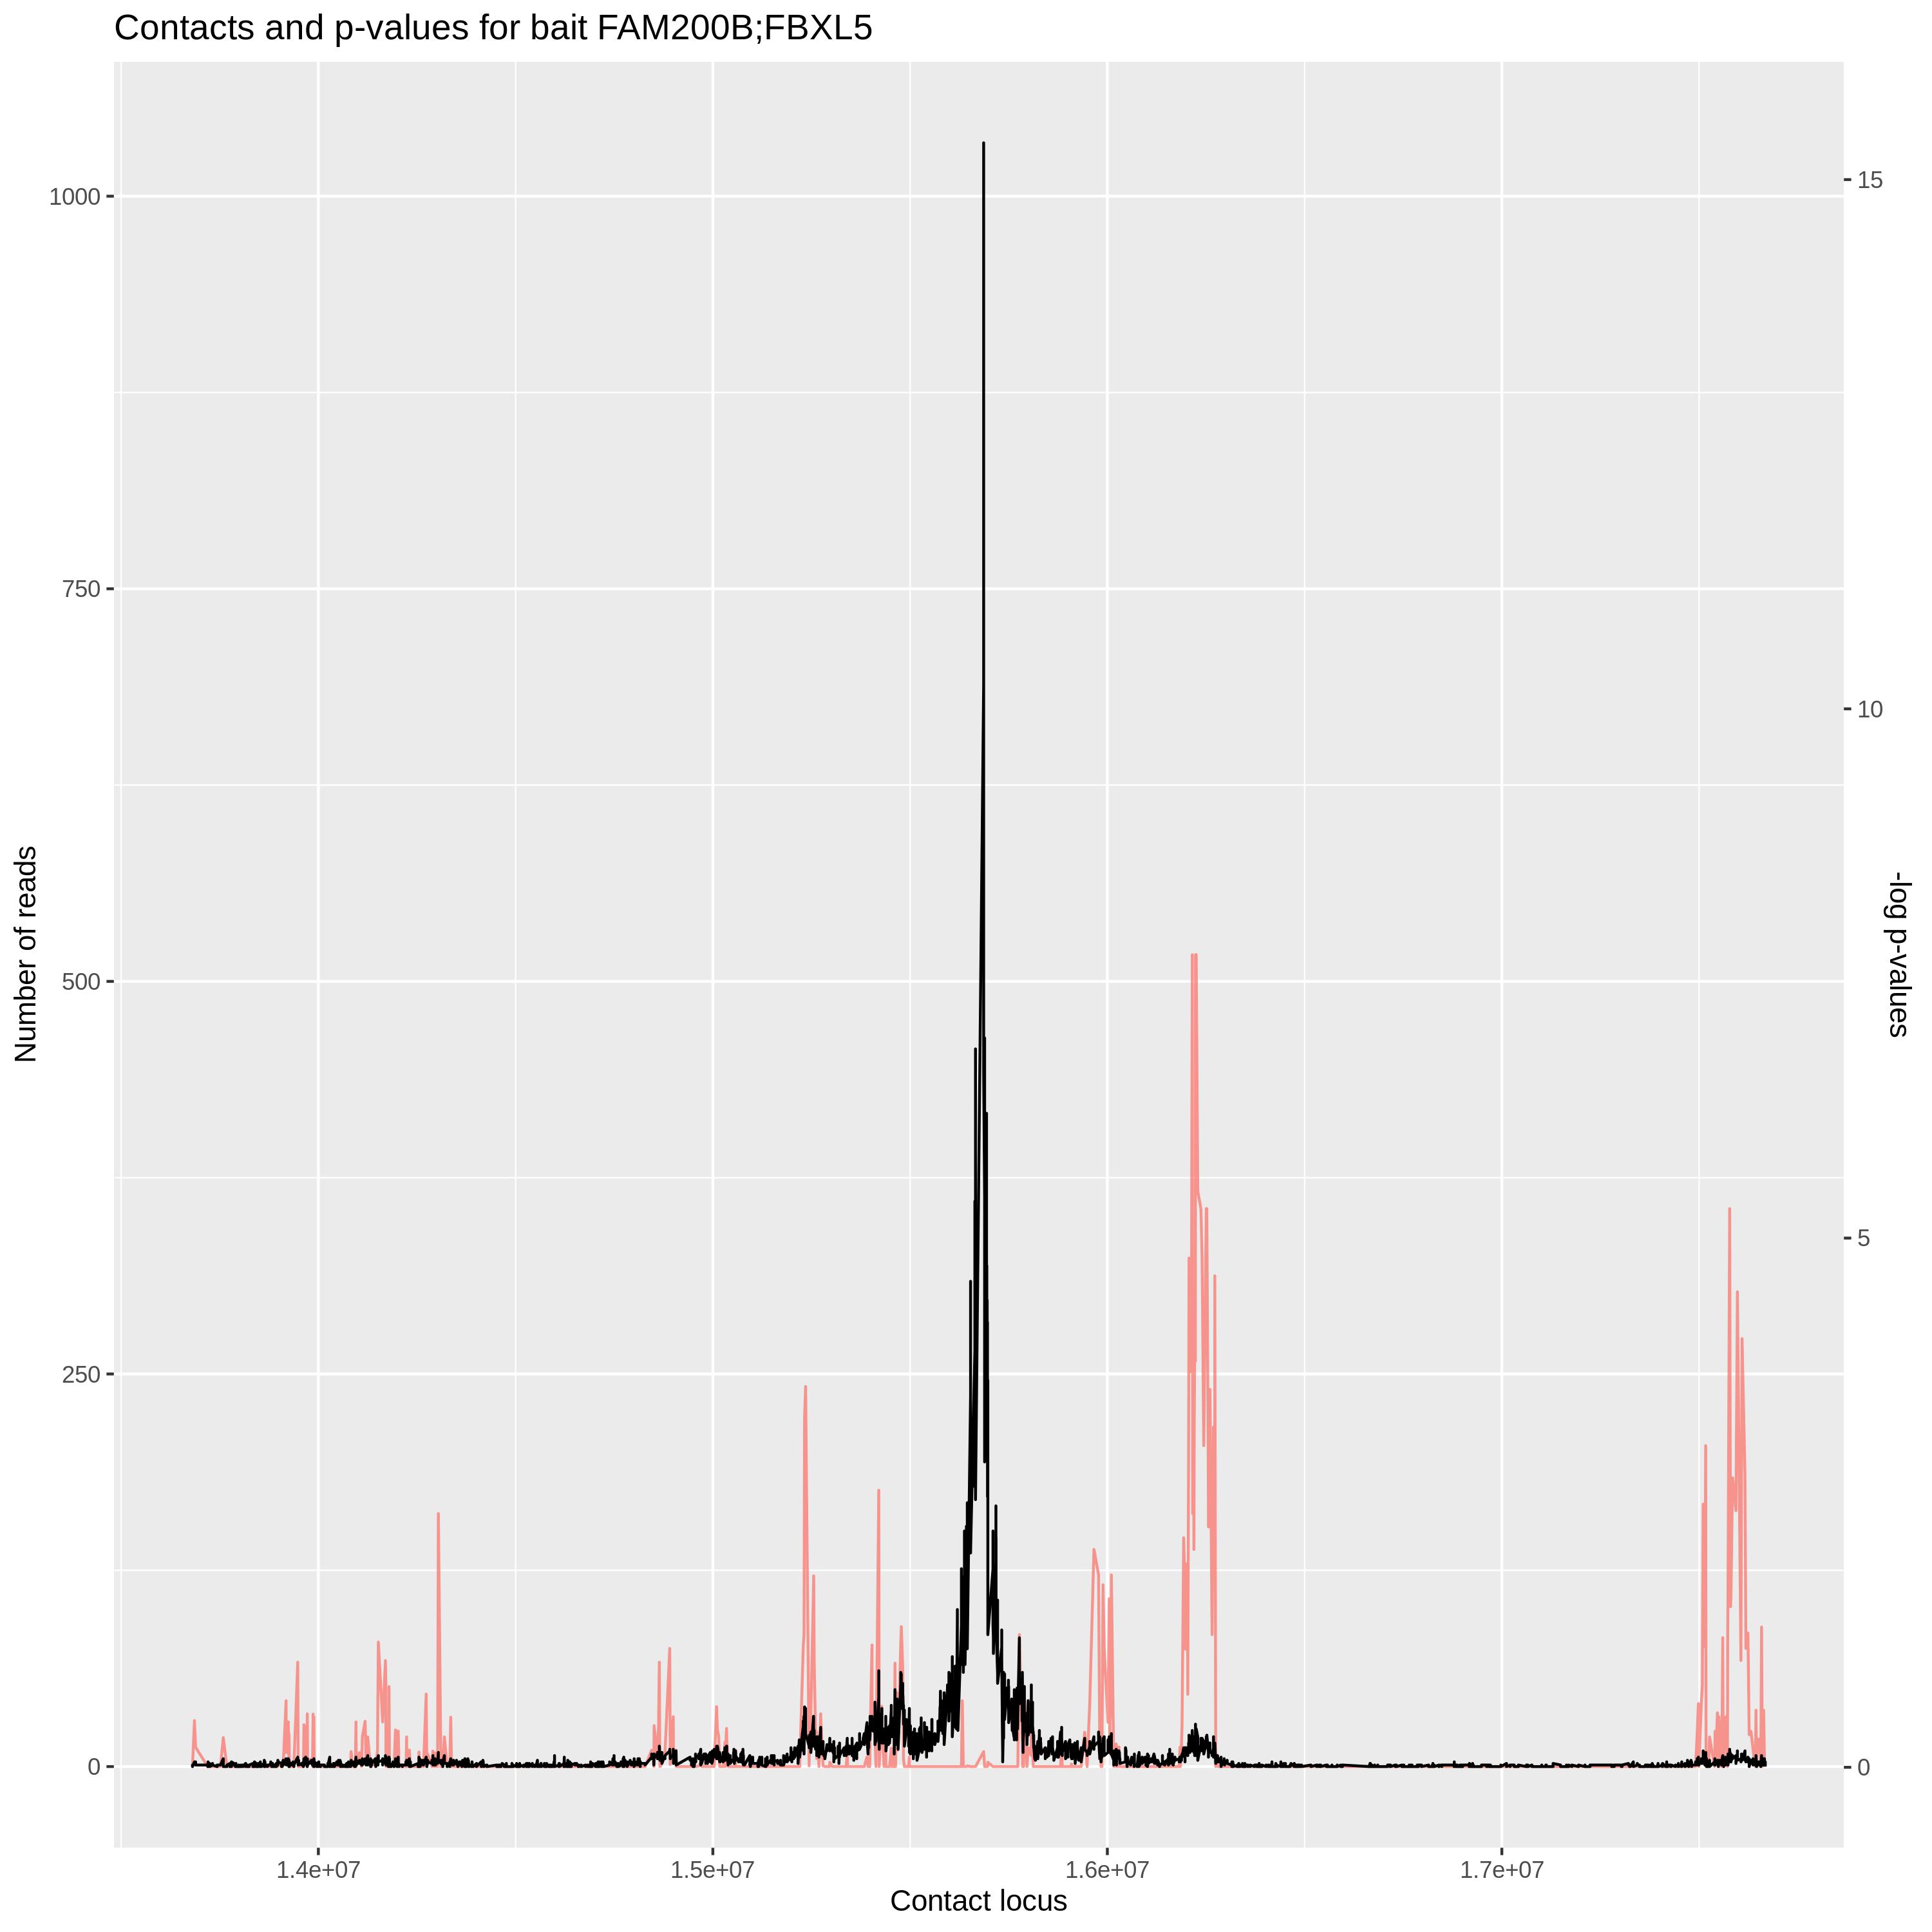 Contacts and p-values for bait FAM200B;FBXL5
1000
750
500
250
0
Number of reads
15
10
5
0
-log p-values
1.4e+07
1.5e+07
1.6e+07
1.7e+07
Contact locus